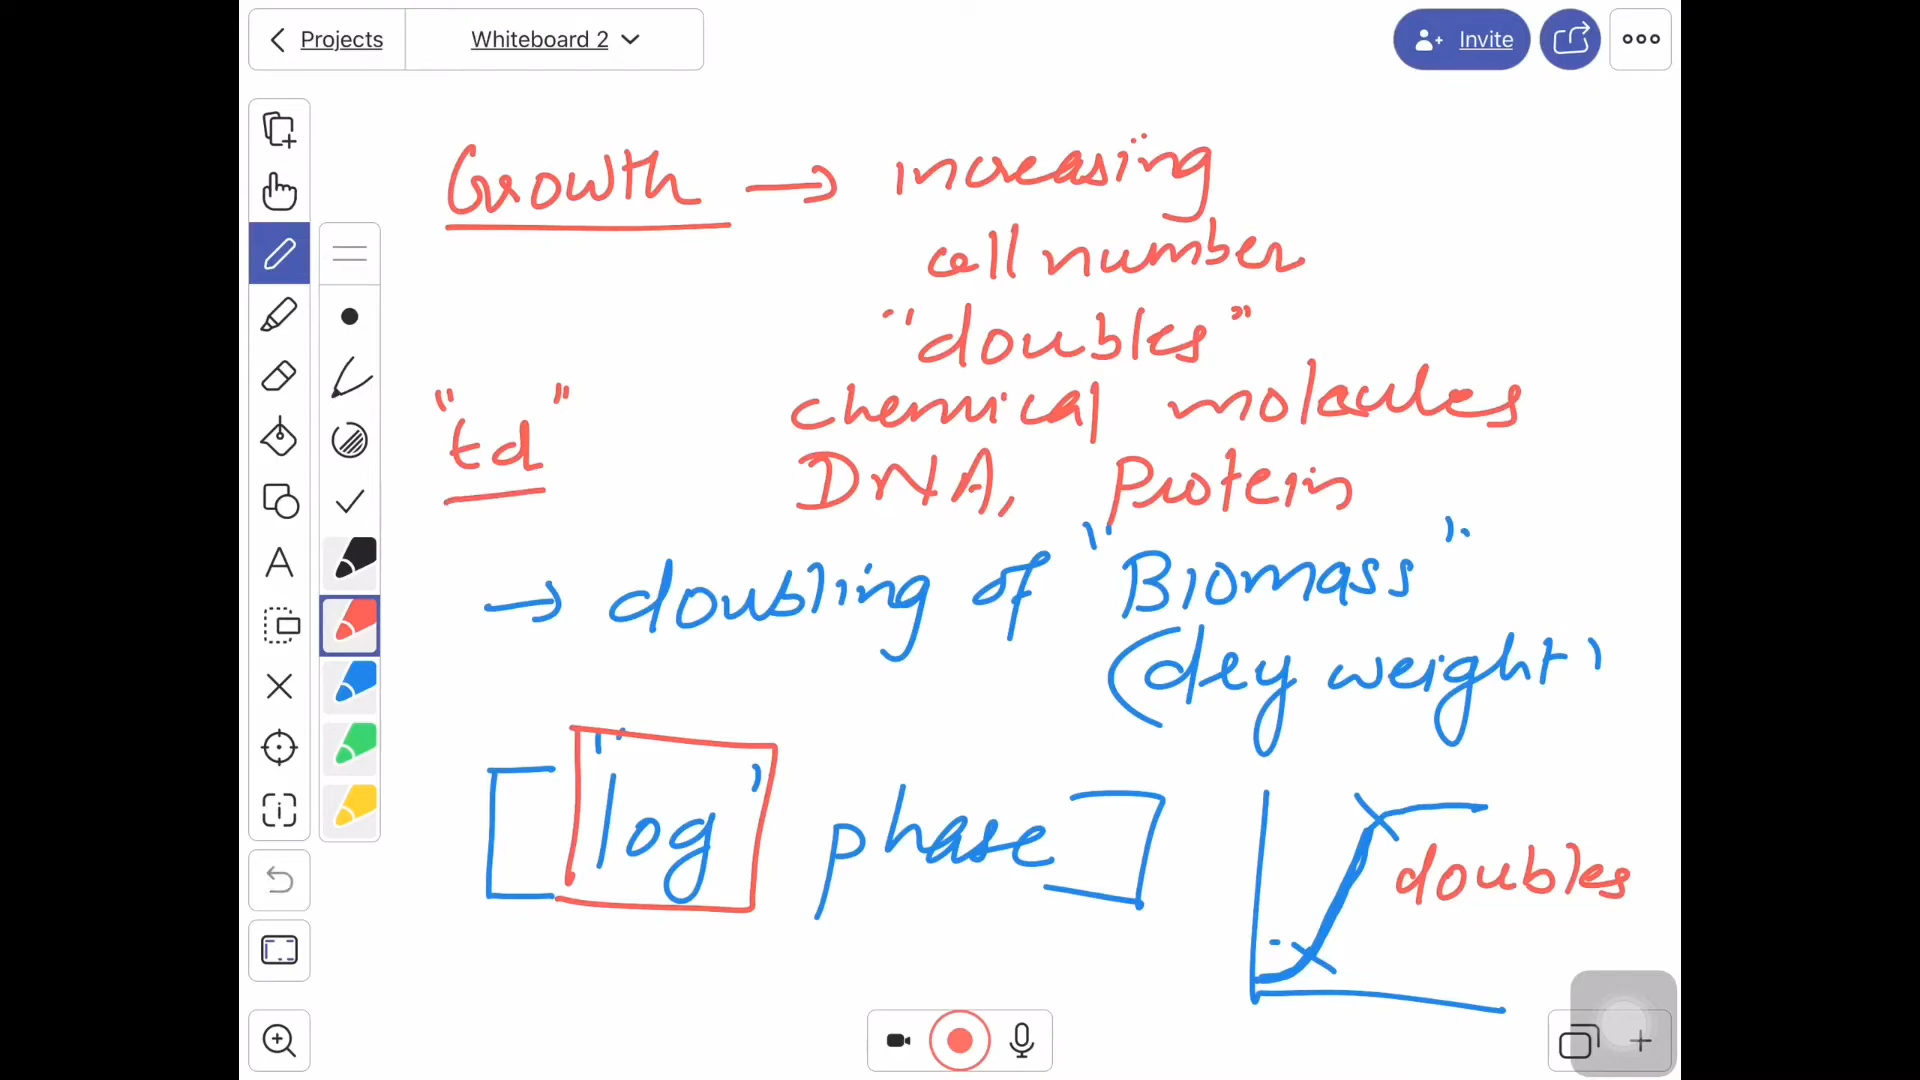 Projects
Whiteboard 2
Invite
Growth → increasing
cell number
"doubles"
"td"
chemical molecules
DNA, Protein
→ doubling of "Biomass"
(dry weight)
["log" phase]
doubles